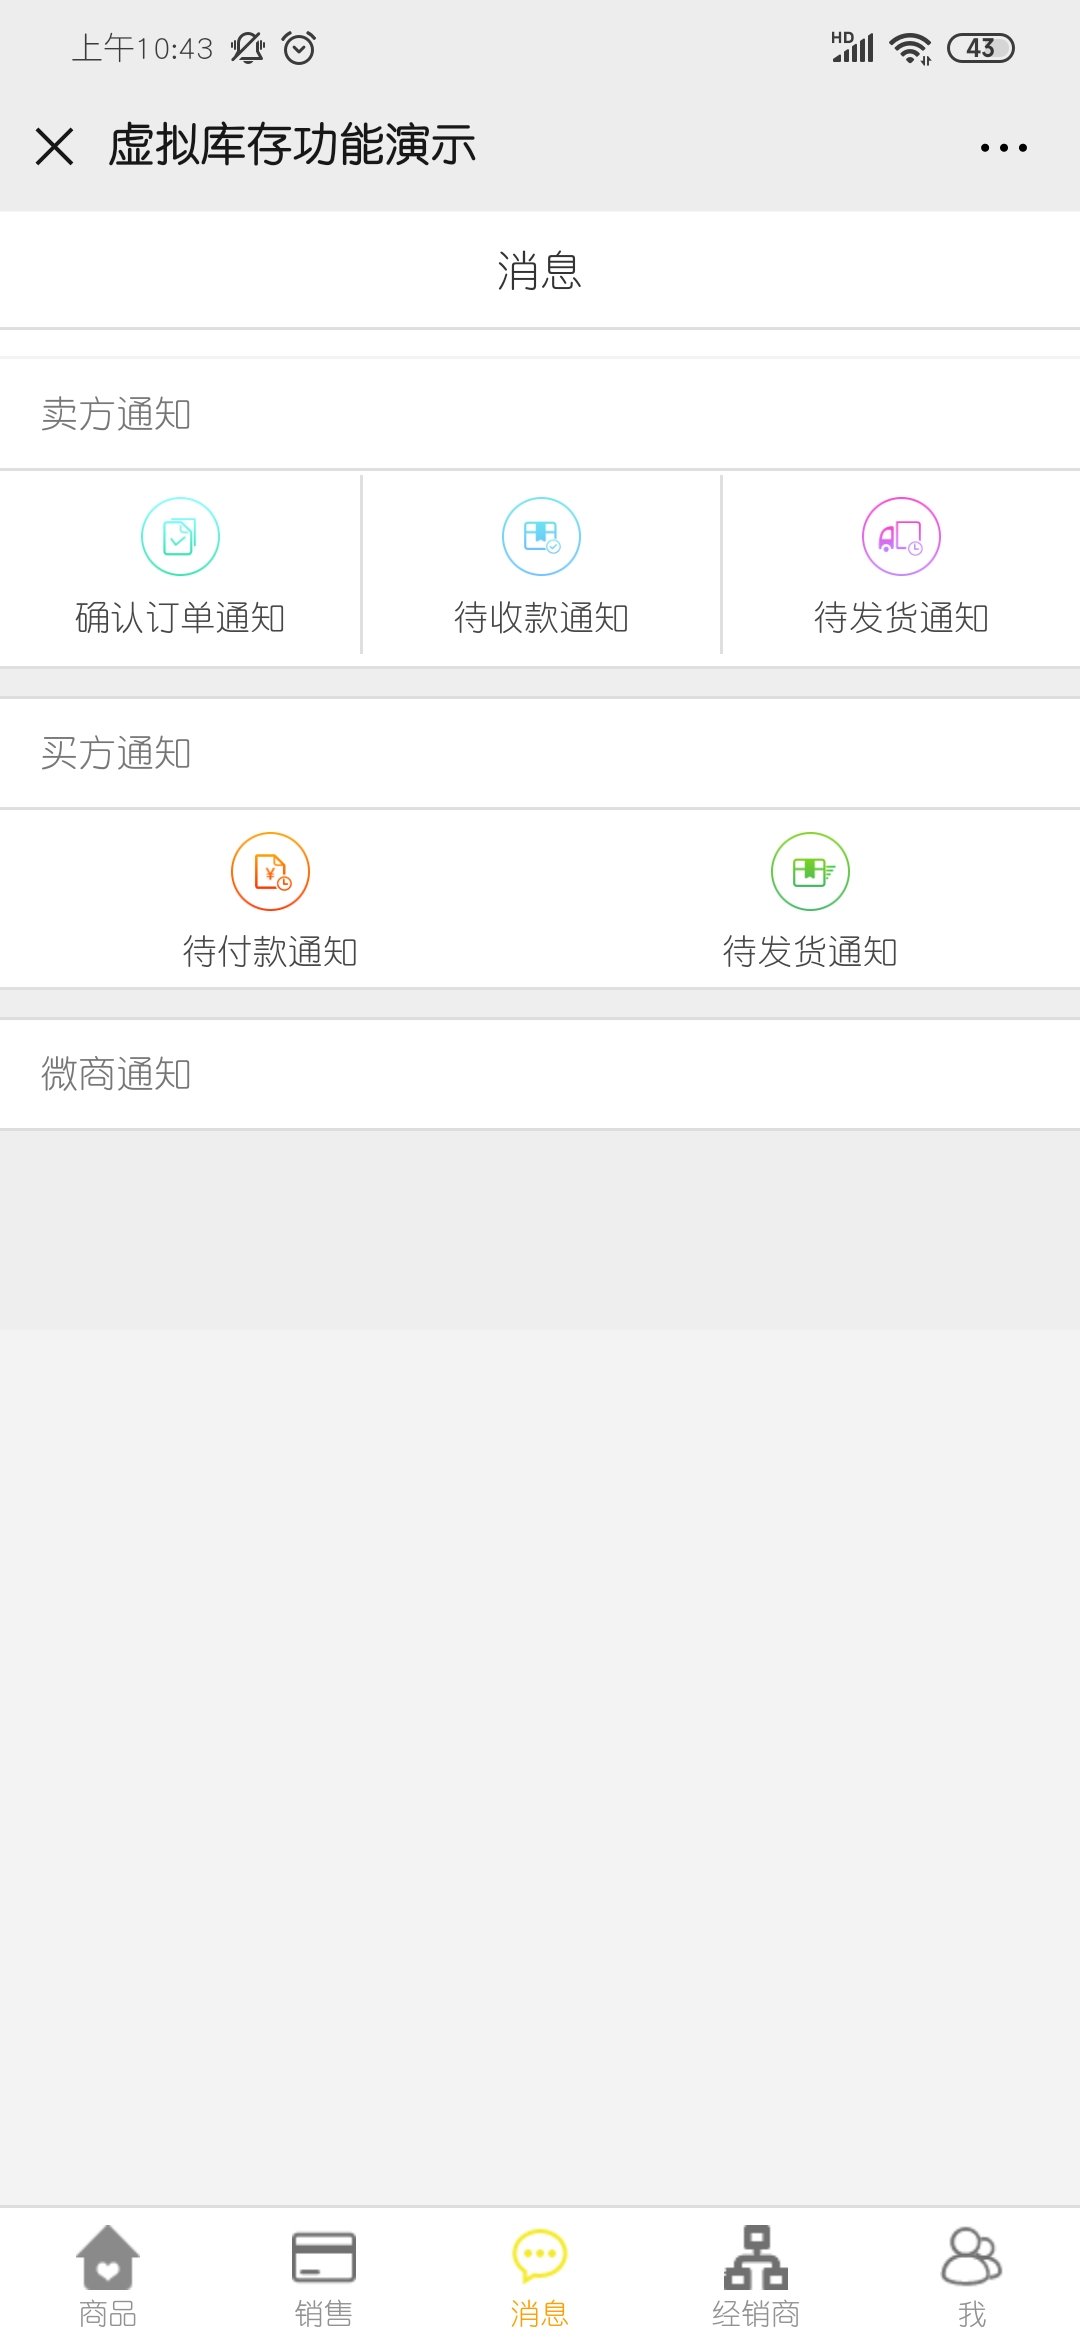 上午10:43
HD
43
虚拟库存功能演示
消息
卖方通知
确认订单通知 待收款通知 待发货通知
买方通知
待付款通知 待发货通知
微商通知
商品 销售 消息 经销商 我